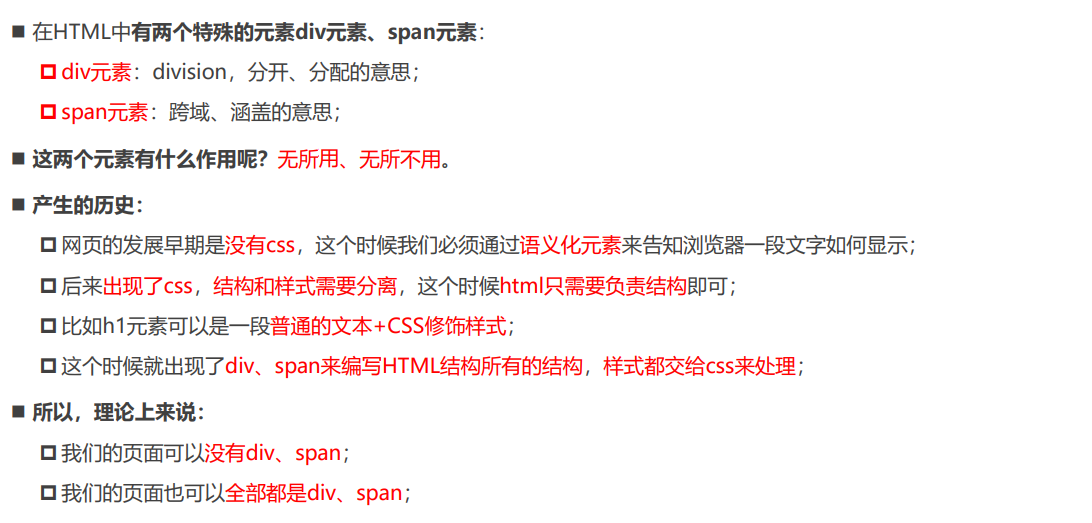 在HTML中有两个特殊的元素div元素、span元素：
div元素：division，分开、分配的意思；
span元素：跨域、涵盖的意思；
这两个元素有什么作用呢？无所用、无所不用。
产生的历史：
网页的发展早期是没有css，这个时候我们必须通过语义化元素来告知浏览器一段文字如何显示；
后来出现了css，结构和样式需要分离，这个时候html只需要负责结构即可；
比如h1元素可以是一段普通的文本+CSS修饰样式；
这个时候就出现了div、span来编写HTML结构所有的结构，样式都交给css来处理；
所以，理论上来说：
我们的页面可以没有div、span；
我们的页面也可以全部都是div、span；